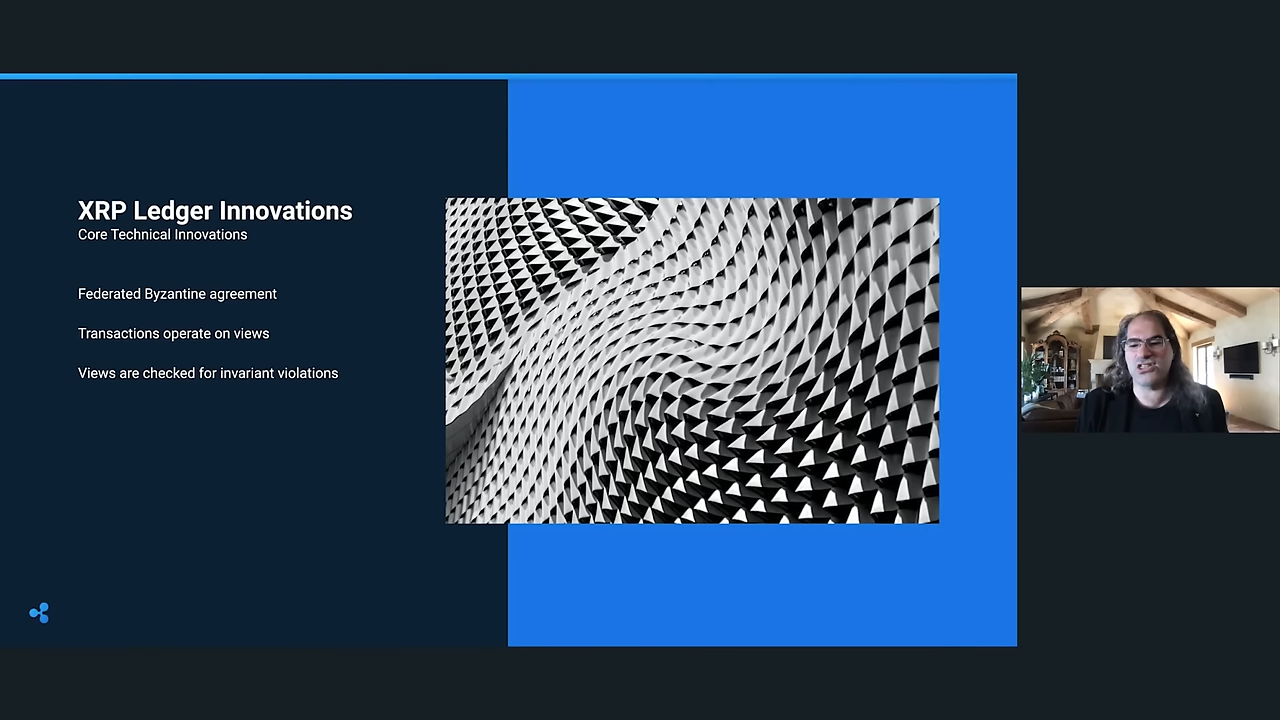 XRP Ledger Innovations
Core Technical Innovations
Federated Byzantine agreement
Transactions operate on views
Views are checked for invariant violations